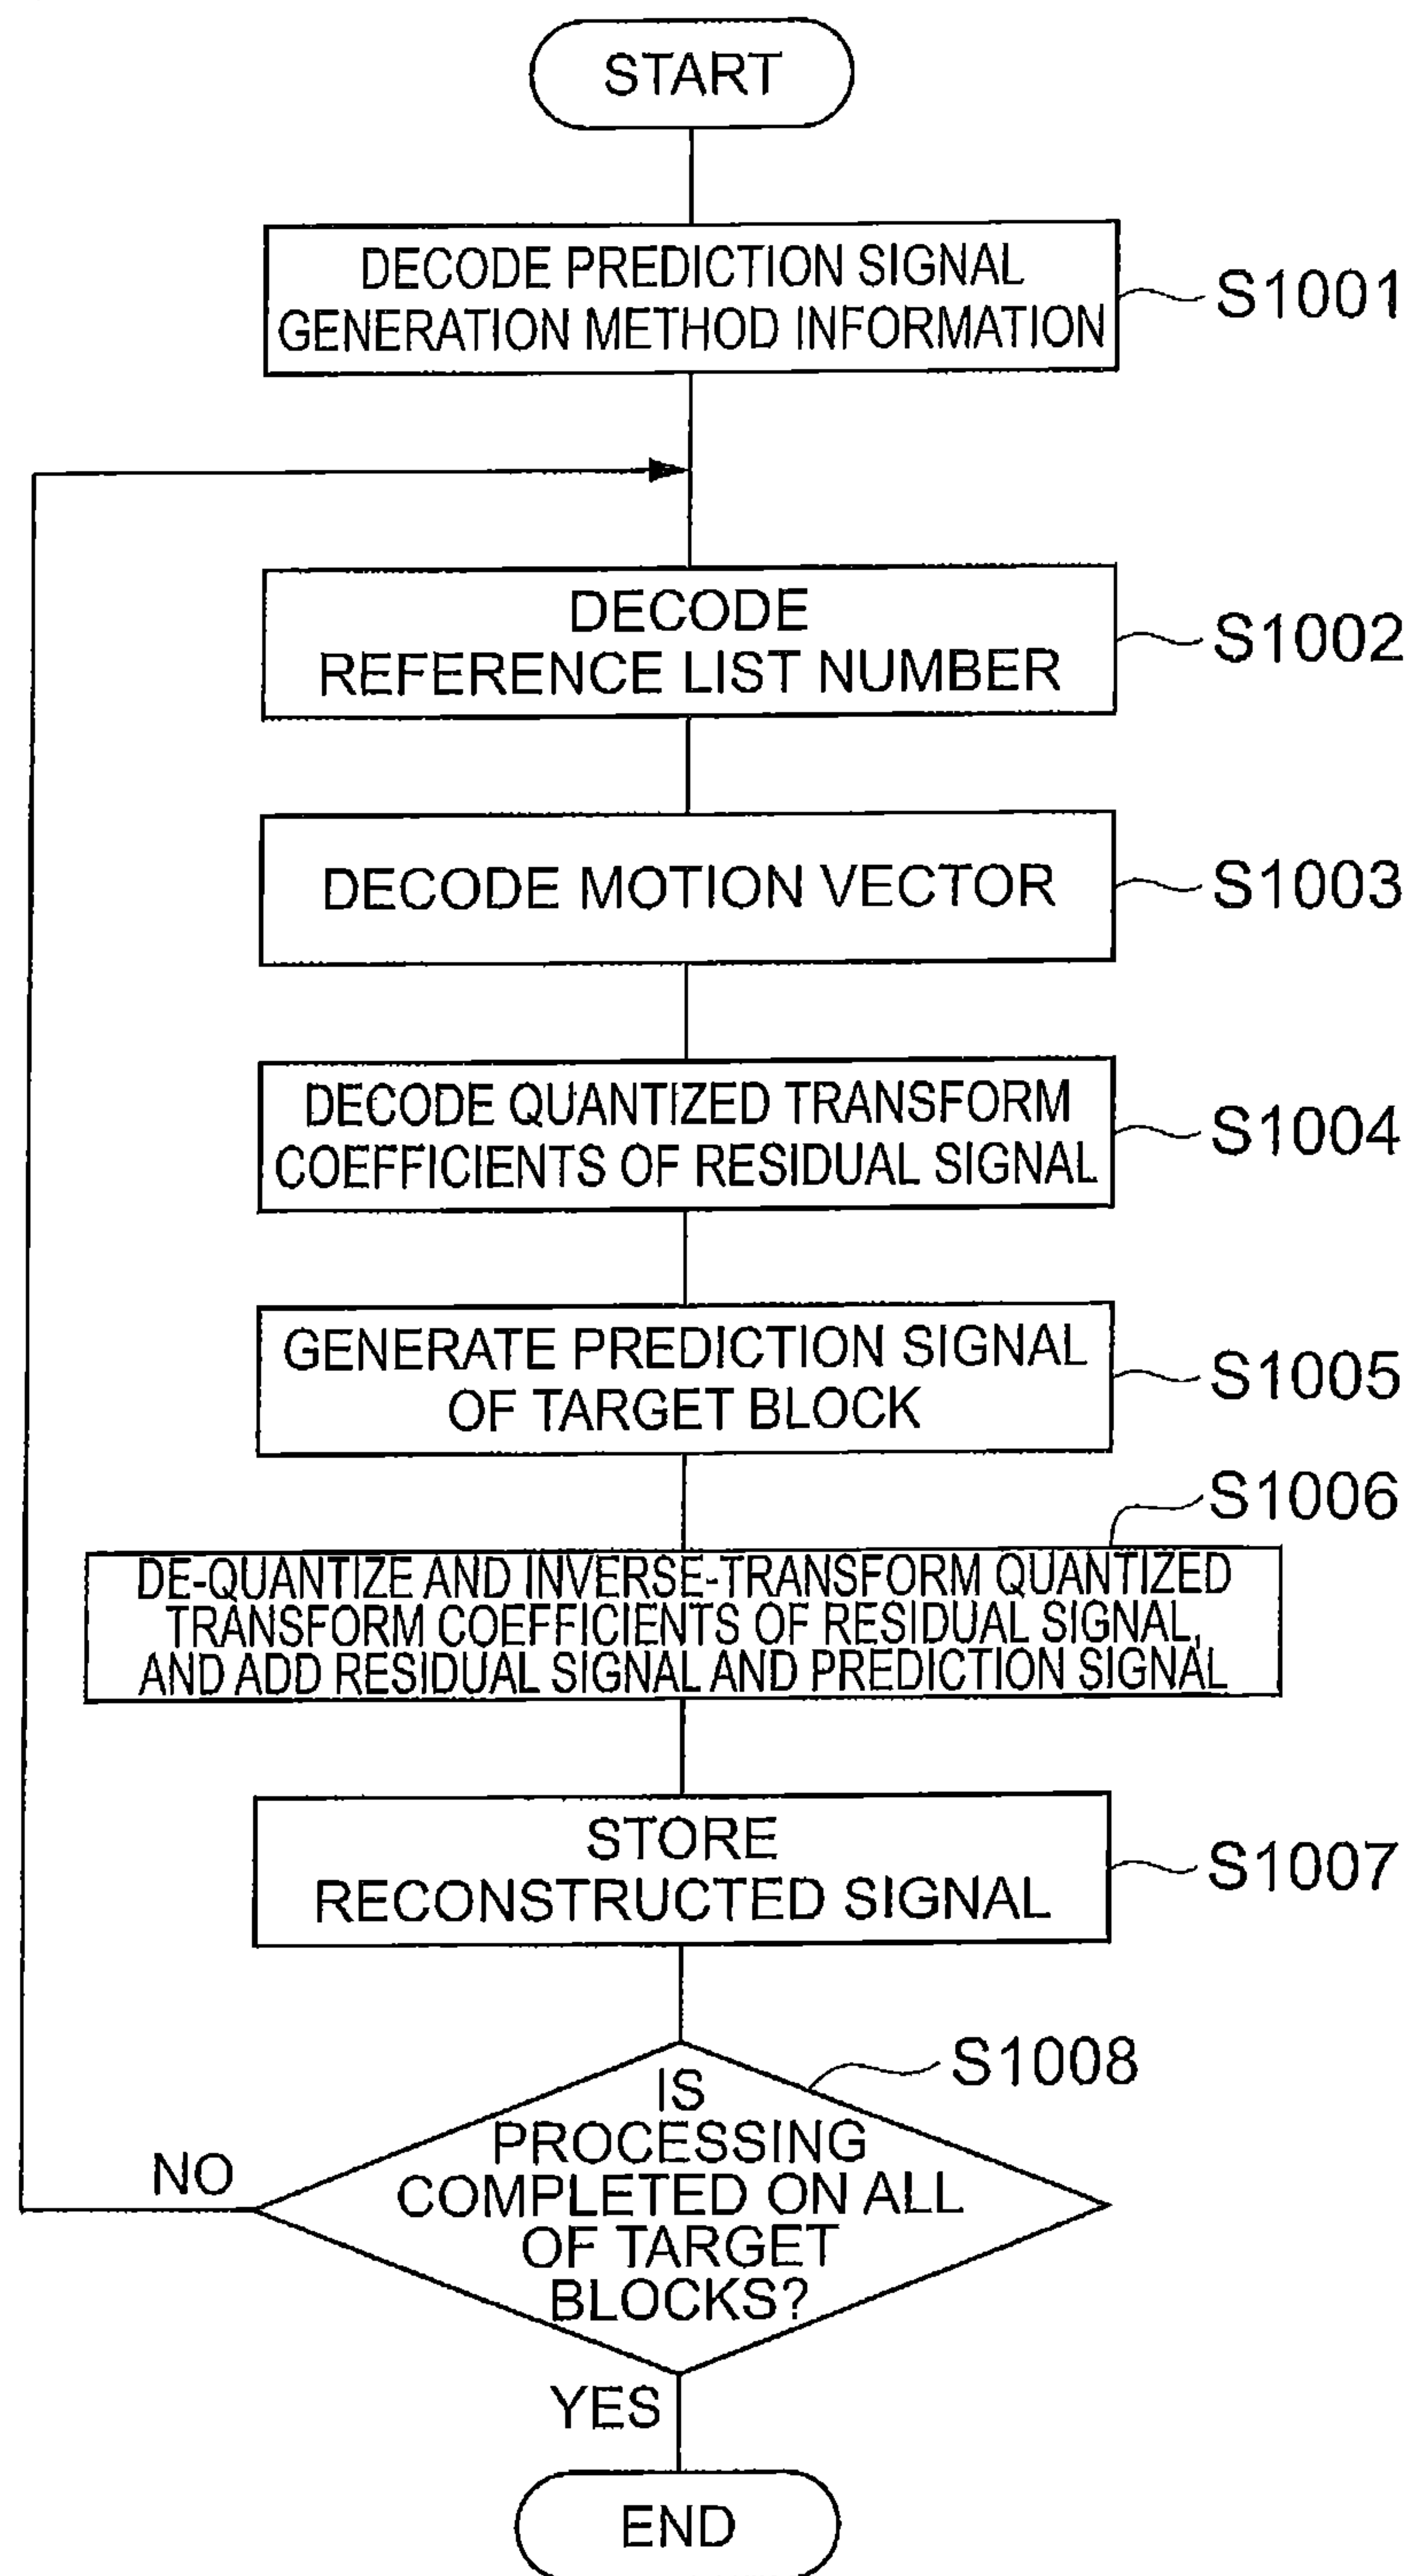 START
DECODE PREDICTION SIGNAL
GENERATION METHOD INFORMATION
S1001
DECODE
REFERENCE LIST NUMBER
S1002
DECODE MOTION VECTOR
S1003
DECODE QUANTIZED TRANSFORM
COEFFICIENTS OF RESIDUAL SIGNAL
S1004
GENERATE PREDICTION SIGNAL
OF TARGET BLOCK
S1005
S1006
DE-QUANTIZE AND INVERSE-TRANSFORM QUANTIZED
TRANSFORM COEFFICIENTS OF RESIDUAL SIGNAL,
AND ADD RESIDUAL SIGNAL AND PREDICTION SIGNAL
STORE
RECONSTRUCTED SIGNAL
S1007
S1008
IS
PROCESSING
COMPLETED ON ALL
OF TARGET
BLOCKS?
NO
YES
END